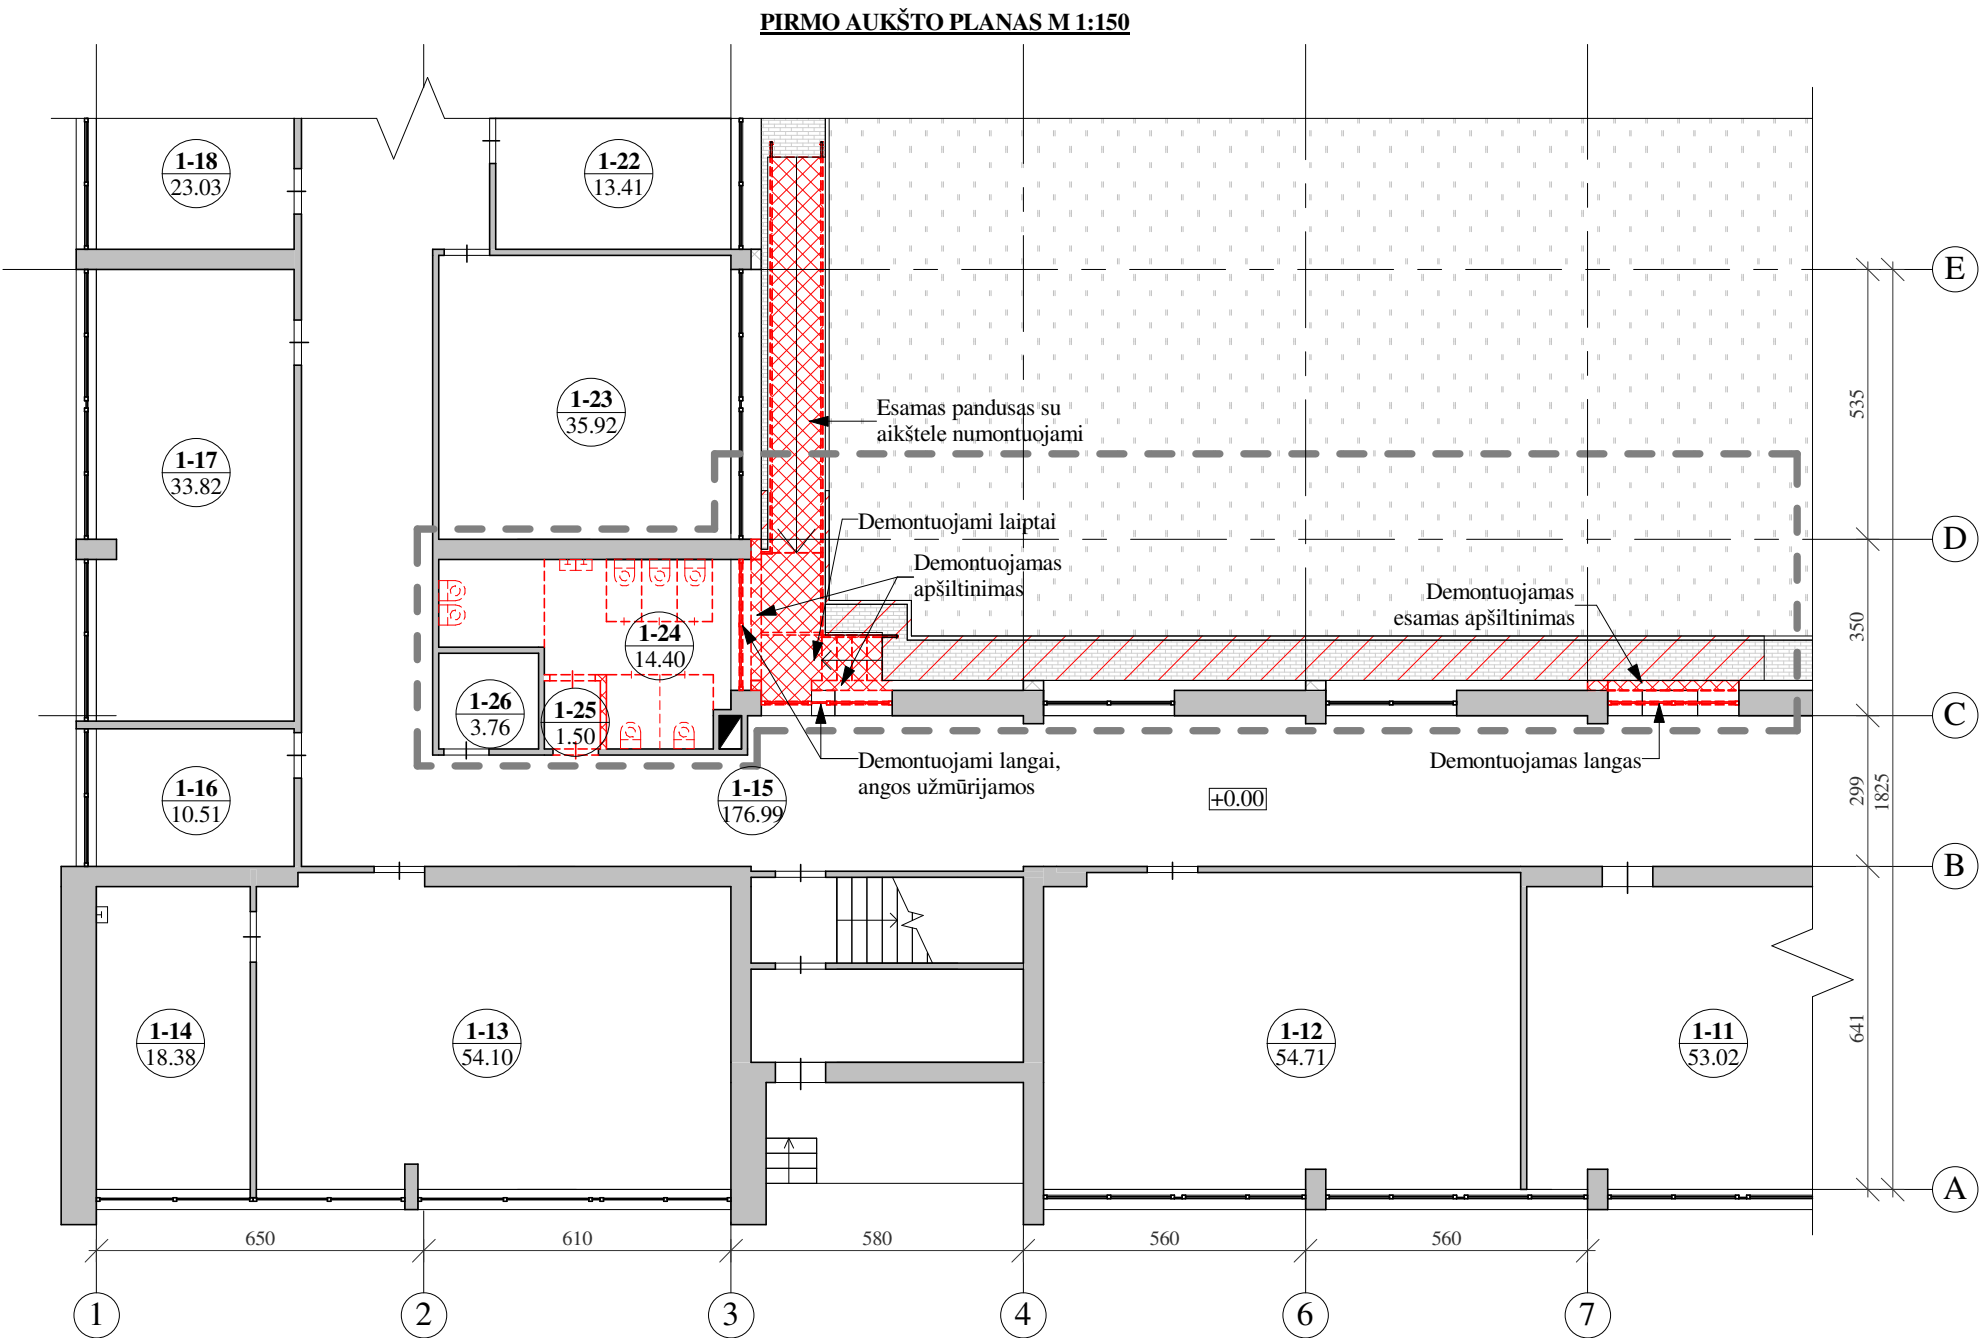 PIRMO AUKŠTO PLANAS M 1:150
1-18
23.03
1-22
13.41
E
1-23
35.92
Esamas pandusas su
aikštelę numontuojami
535
1-17
33.82
Demontuojami laiptai
D
Demontuojamas
apšiltinimas
Demontuojamas
esamas apšiltinimas
350
1-24
14.40
1-26
3.76
1-25
1.50
C
Demontuojami langai,
angos užmūrijamos
Demontuojamas langas
1-16
10.51
1-15
176.99
+0.00
299
1825
B
1-14
18.38
1-13
54.10
1-12
54.71
1-11
53.02
641
A
650
610
580
560
560
1
2
3
4
6
7